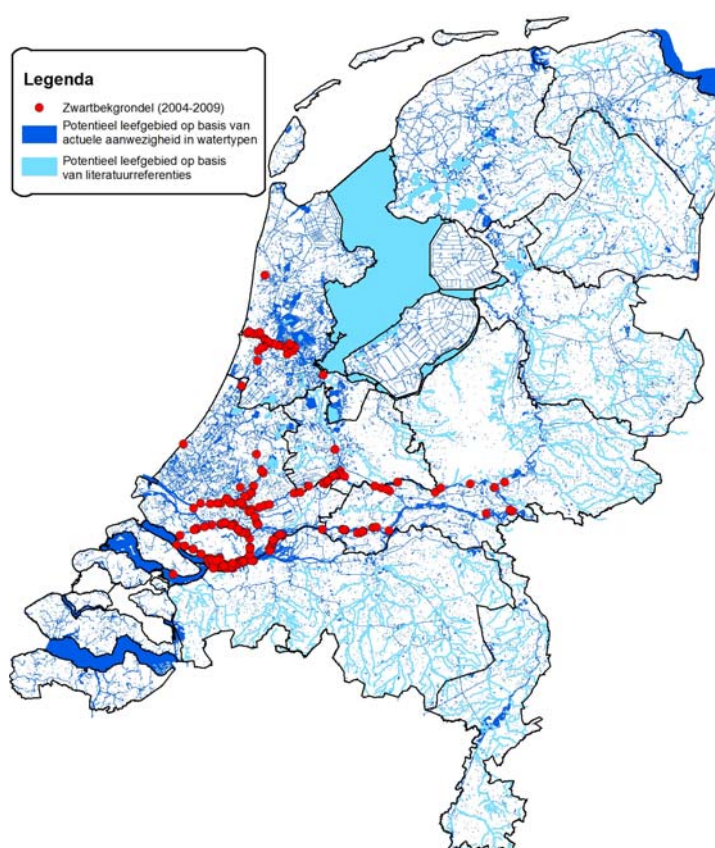 Legenda
Zwartbekgrondel (2004-2009)
Potentieel leefgebied op basis van
actuele aanwezigheid in watertypen
Potentieel leefgebied op basis
van literatuurreferenties